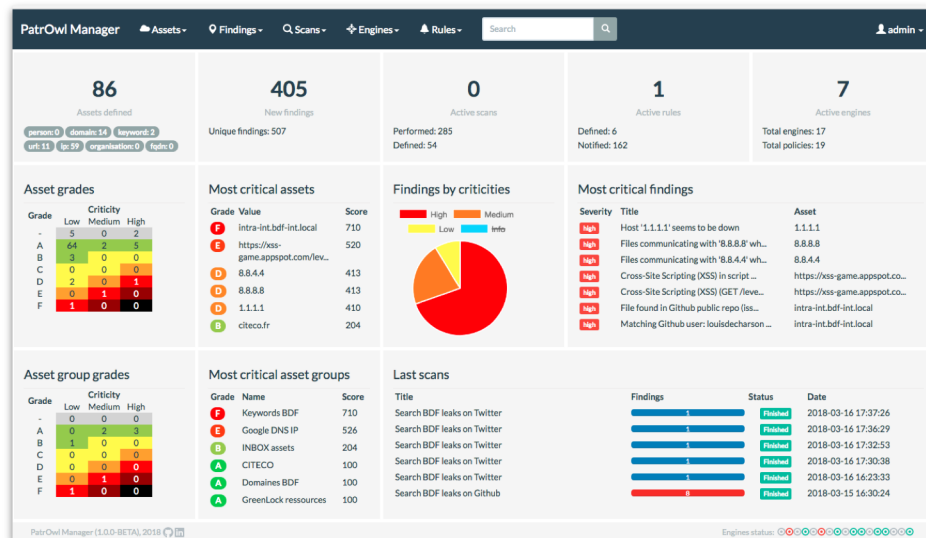 PatrOwl Manager Assets Findings Scans Engines Rules Search admin
86 405 0 1 7
Assets defined New findings Active scans Active rules Active engines
person: 0 domain: 14 keyword: 2 Unique findings: 507 Performed: 285 Defined: 6 Total engines: 17
url: 11 ip: 59 organisation: 0 fqdn: 0 Defined: 54 Notified: 162 Total policies: 19
Asset grades
Grade Criticity
Low Medium High
- 5 0 2
A 64 2 5
B 3 0 0
C 0 0 0
D 2 0 1
E 0 1 0
F 1 0 0
Most critical assets
Grade Value Score
F intra-int.bdf-int.local 710
E https://xss- 520
game.appspot.com/lev...
D 8.8.4.4 413
D 8.8.8.8 413
D 1.1.1.1 410
B citeco.fr 204
Findings by criticities
High Medium
Low Info
Most critical findings
Severity Title Asset
high Host '1.1.1.1' seems to be down 1.1.1.1
high Files communicating with '8.8.8.8' wh... 8.8.8.8
high Files communicating with '8.8.4.4' wh... 8.8.4.4
high Cross-Site Scripting (XSS) in script ... https://xss-game.appspot.co...
high Cross-Site Scripting (XSS) (GET /leve... https://xss-game.appspot.co...
high File found in Github public repo (iss... intra-int.bdf-int.local
high Matching Github user: louisdecharson ... intra-int.bdf-int.local
Asset group grades
Grade Criticity
Low Medium High
- 0 0 0
A 0 2 3
B 1 0 0
C 0 0 0
D 0 0 0
E 0 1 0
F 1 0 0
Most critical asset groups
Grade Name Score
F Keywords BDF 710
E Google DNS IP 526
B INBOX assets 204
A CITECO 100
A Domaines BDF 100
A GreenLock ressources 100
Last scans
Title Findings Status Date
Search BDF leaks on Twitter 1 Finished 2018-03-16 17:37:26
Search BDF leaks on Twitter 1 Finished 2018-03-16 17:36:29
Search BDF leaks on Twitter 1 Finished 2018-03-16 17:32:53
Search BDF leaks on Twitter 1 Finished 2018-03-16 17:30:38
Search BDF leaks on Twitter 1 Finished 2018-03-16 16:23:33
Search BDF leaks on Github 8 Finished 2018-03-15 16:30:24
PatrOwl Manager (1.0.0-BETA), 2018 Engines status: